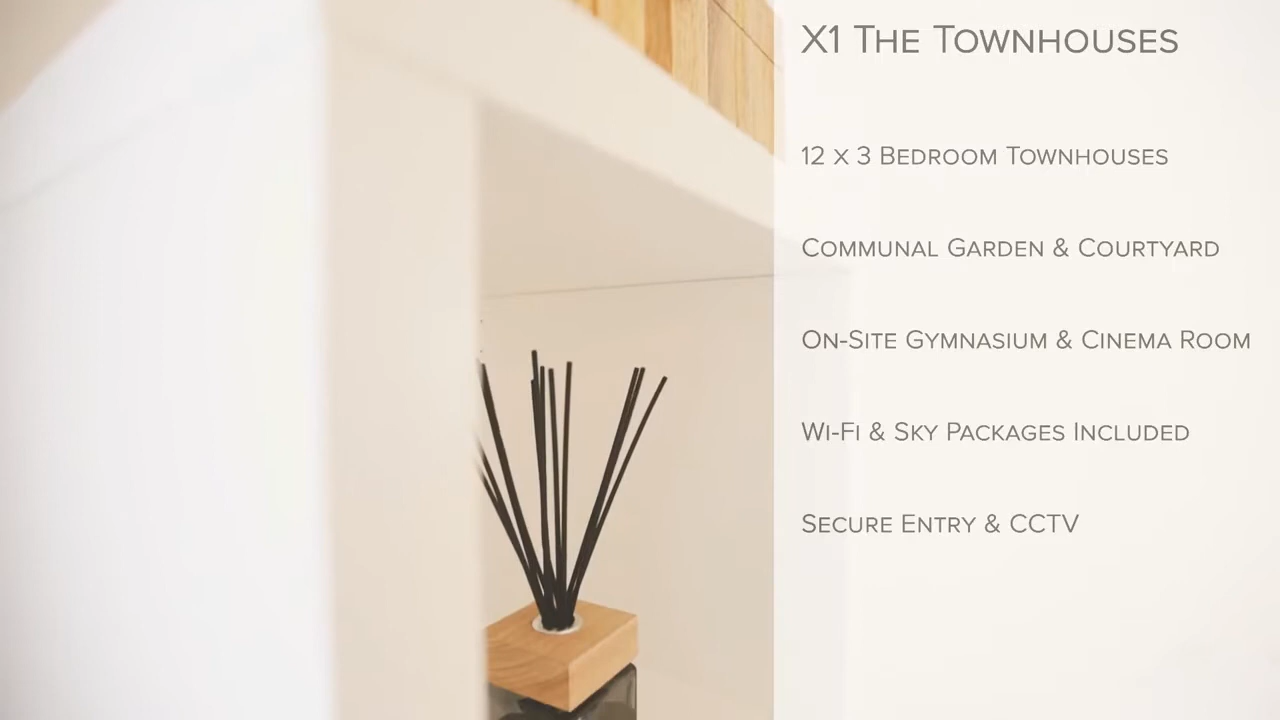 X1 The Townhouses
12 x 3 Bedroom Townhouses
Communal Garden & Courtyard
On-Site Gymnasium & Cinema Room
Wi-Fi & Sky Packages Included
Secure Entry & CCTV